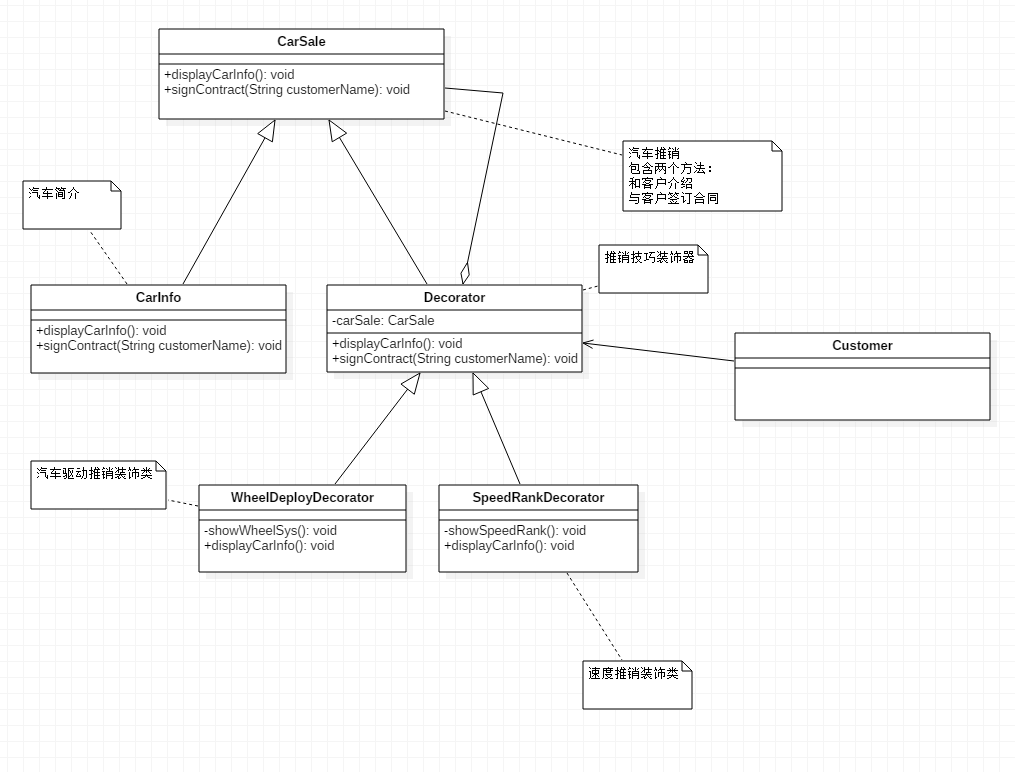 CarSale
+displayCarInfo(): void
+signContract(String customerName): void
汽车推销
包含两个方法：
和客户介绍
与客户签订合同
汽车简介
推销技巧装饰器
CarInfo
+displayCarInfo(): void
+signContract(String customerName): void
Decorator
-carSale: CarSale
+displayCarInfo(): void
+signContract(String customerName): void
Customer
汽车驱动推销装饰类
WheelDeployDecorator
-showWheelSys(): void
+displayCarInfo(): void
SpeedRankDecorator
-showSpeedRank(): void
+displayCarInfo(): void
速度推销装饰类